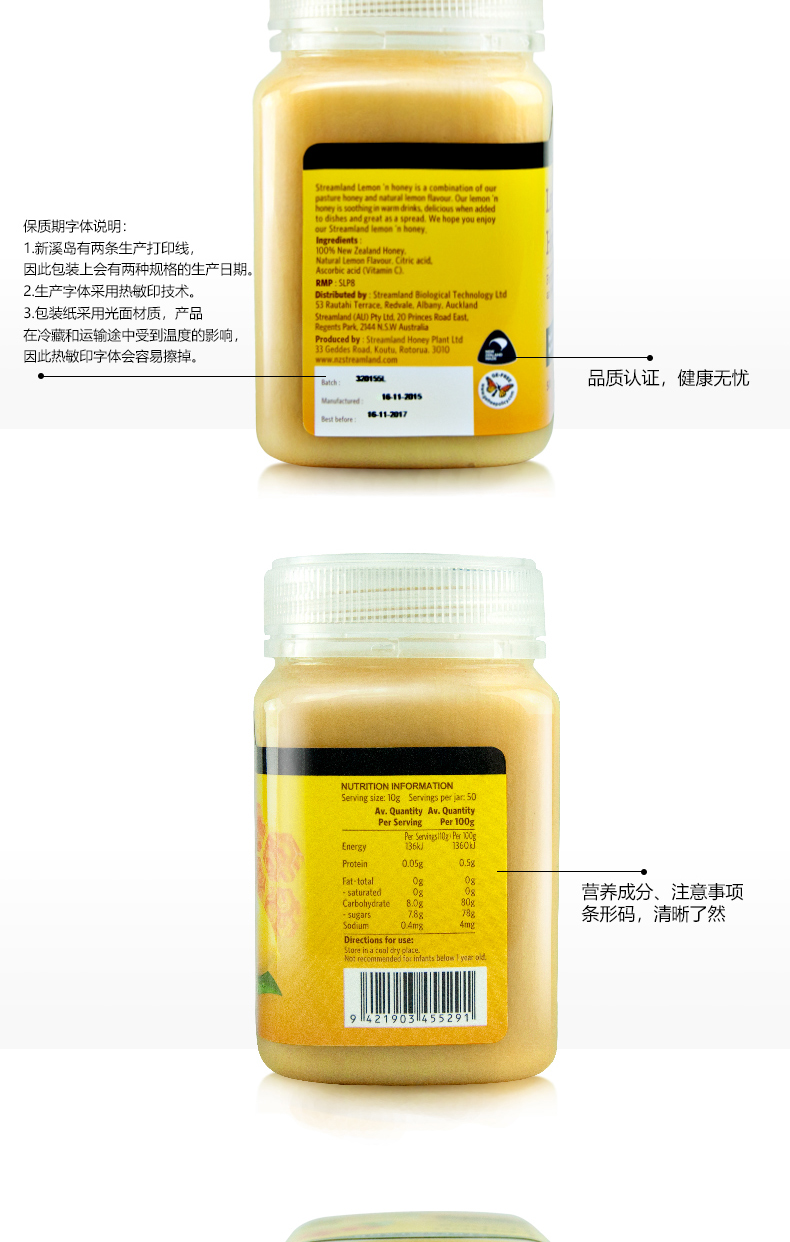 Streamland Lemon 'n honey is a combination of our
pasture honey and natural lemon flavour. Our lemon 'n
honey is soothing in warm drinks, delicious when added
to dishes and great as a spread. We hope you enjoy
our Streamland lemon 'n honey.
Ingredients :
100% New Zealand Honey,
Natural Lemon Flavour, Citric acid,
Ascorbic acid (Vitamin C).
RMP : SLP8
Distributed by : Streamland Biological Technology Ltd
53 Rautahi Terrace, Redvale, Albany, Auckland
Streamland (AU) Pty Ltd, 20 Princes Road East,
Regents Park, 2144 N.S.W Australia
Produced by : Streamland Honey Plant Ltd
33 Geddes Road, Koutu, Rotorua. 3010
www.nzstreamland.com
Batch : 320155L
Manufactured : 16-11-2015
Best before : 16-11-2017
GE-FREE
保质期字体说明：
1.新溪岛有两条生产打印线，
因此包装上会有两种规格的生产日期。
2.生产字体采用热敏印技术。
3.包装纸采用光面材质，产品
在冷藏和运输途中受到温度的影响，
因此热敏印字体会容易擦掉。
品质认证，健康无忧
NUTRITION INFORMATION
Serving size: 10g Servings per jar: 50
Av. Quantity Av. Quantity
Per Serving Per 100g
Per Servings(10g) Per 100g
Energy 136kJ 1360kJ
Protein 0.05g 0.5g
Fat-total 0g 0g
- saturated 0g 0g
Carbohydrate 8.0g 80g
- sugars 7.8g 78g
Sodium 0.4mg 4mg
Directions for use:
Store in a cool dry place.
Not recommended for infants below 1 year old.
9 421903 455291
营养成分、注意事项
条形码，清晰了然